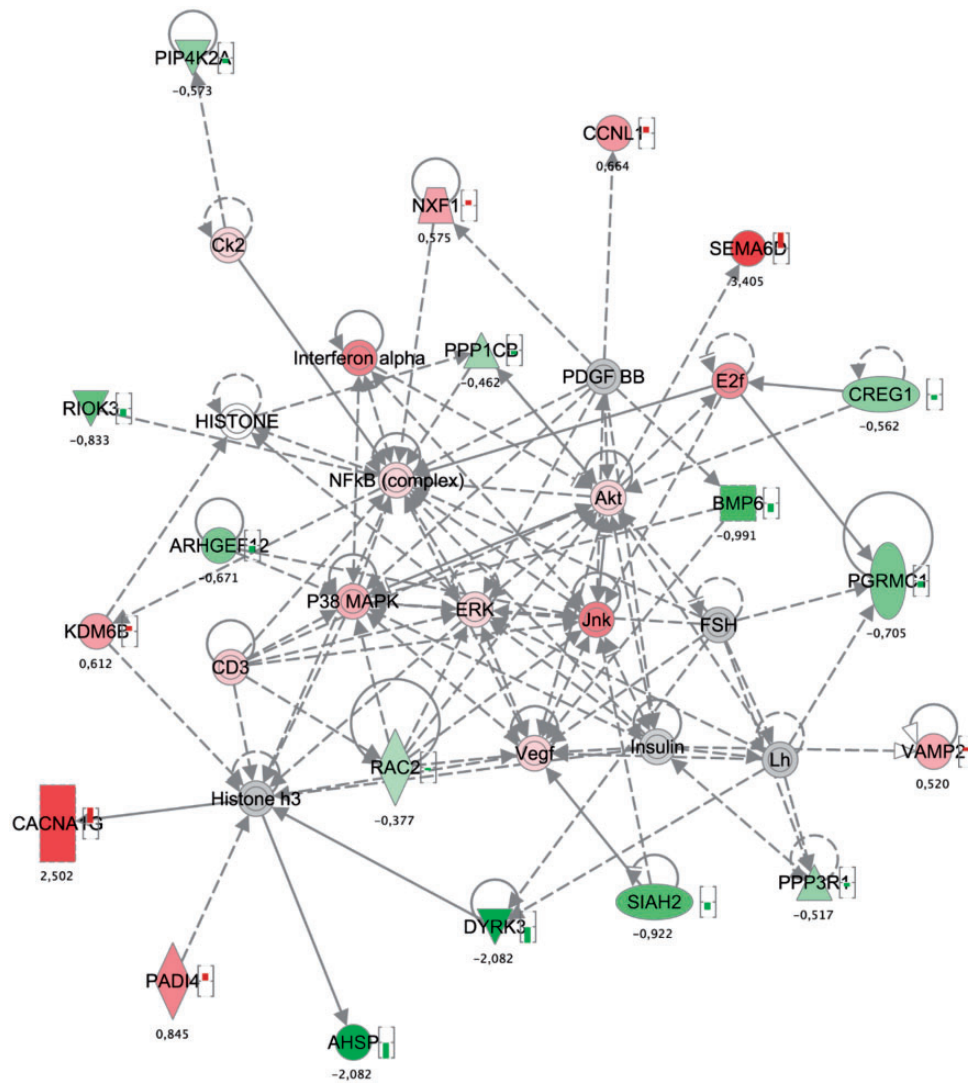 PIP4K2A
-0,573
CCNL1
0,664
NXF1
0,575
Ck2
SEMA6D
3,405
Interferon alpha
PPP1CB
-0,462
PDGF BB
E2f
CREG1
-0,562
RIOK3
-0,833
HISTONE
NFkB (complex)
Akt
BMP6
-0,991
ARHGEF12
-0,671
PGRMC1
-0,705
P38 MAPK
ERK
Jnk
FSH
KDM6B
0,612
CD3
Vegf
Insulin
Lh
VAMP2
0,520
RAC2
-0,377
Histone h3
CACNA1G
2,502
PPP3R1
-0,517
SIAH2
-0,922
DYRK3
-2,082
PADI4
0,845
AHSP
-2,082